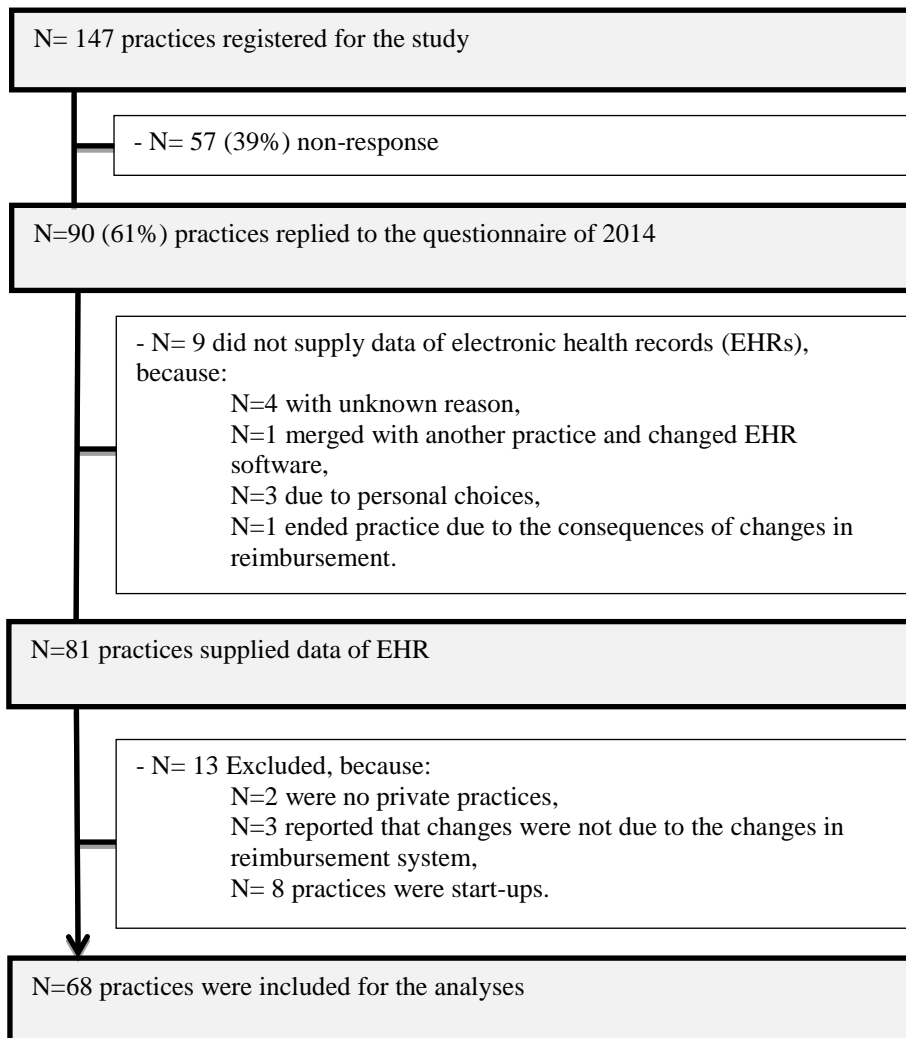 N= 147 practices registered for the study
- N= 57 (39%) non-response
N=90 (61%) practices replied to the questionnaire of 2014
- N= 9 did not supply data of electronic health records (EHRs),
because:
N=4 with unknown reason,
N=1 merged with another practice and changed EHR
software,
N=3 due to personal choices,
N=1 ended practice due to the consequences of changes in
reimbursement.
N=81 practices supplied data of EHR
- N= 13 Excluded, because:
N=2 were no private practices,
N=3 reported that changes were not due to the changes in
reimbursement system,
N= 8 practices were start-ups.
N=68 practices were included for the analyses